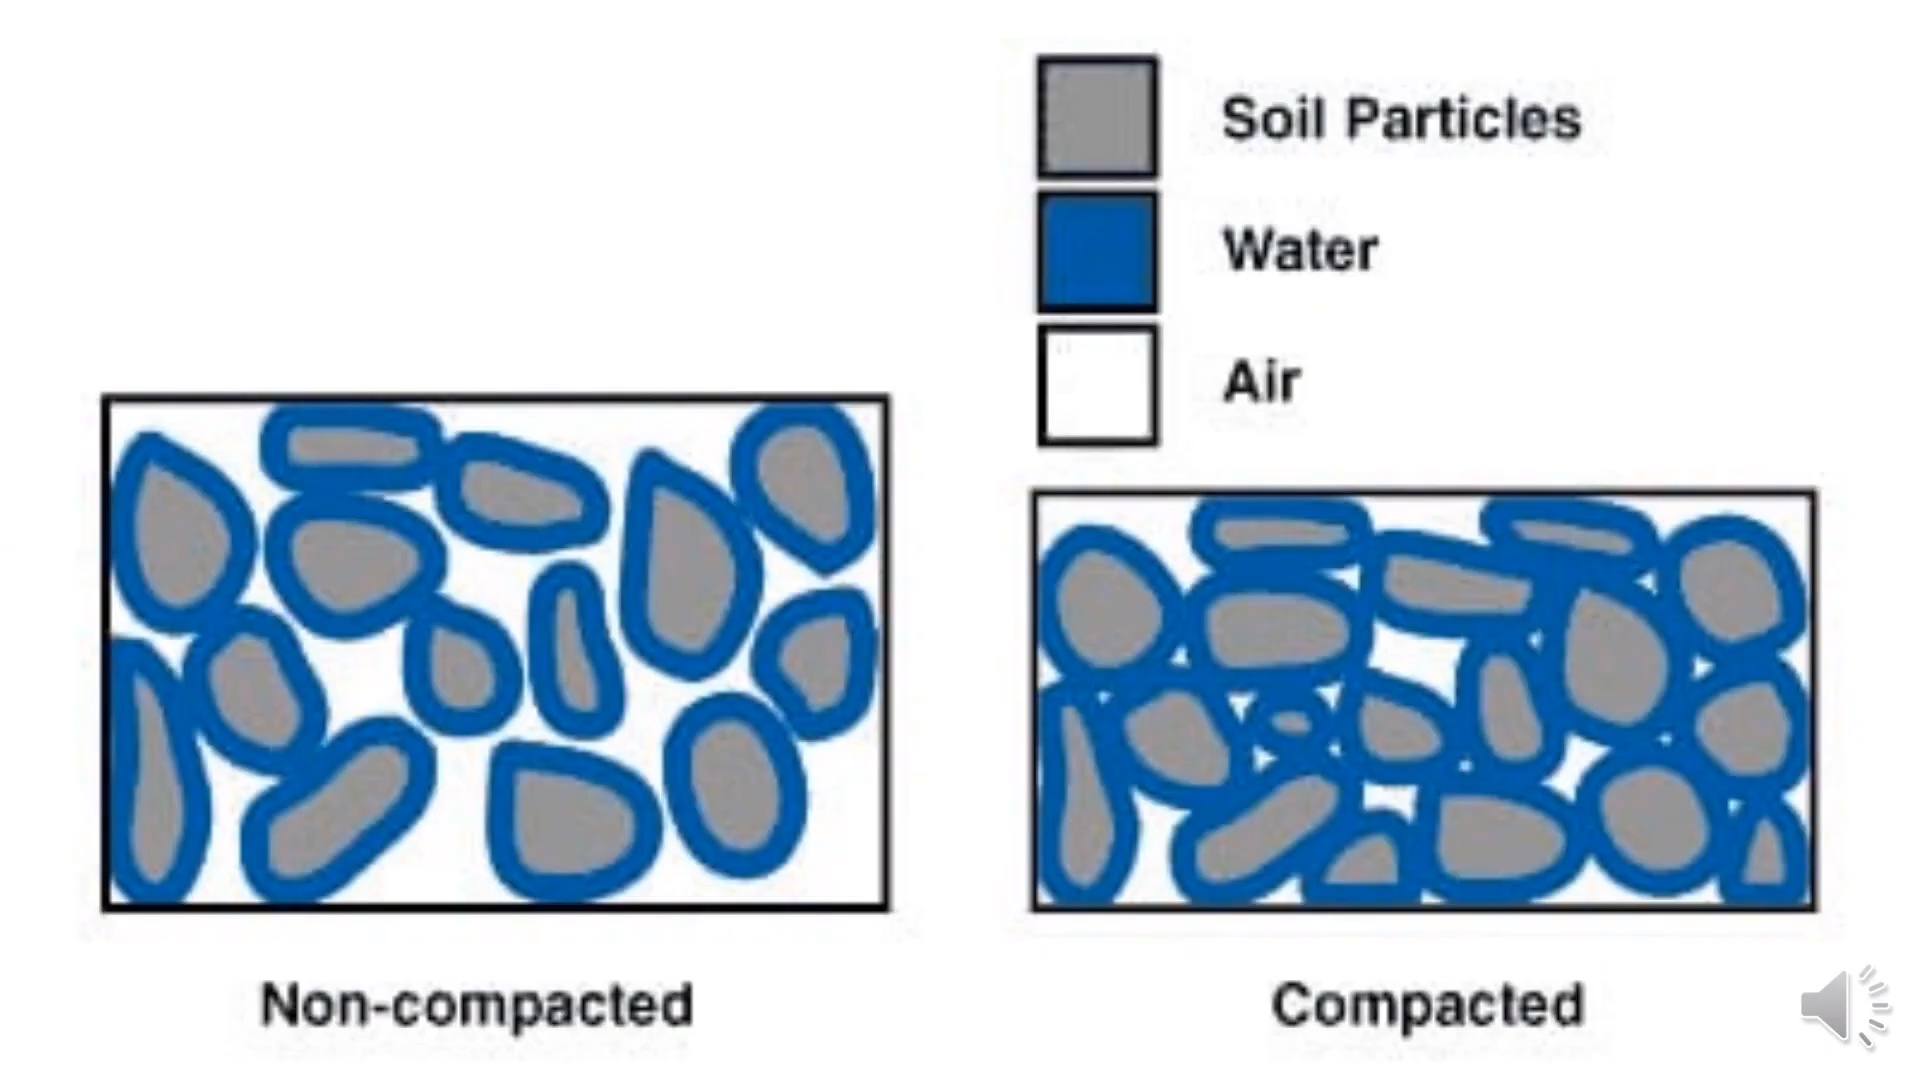 Soil Particles
Water
Air
Non-compacted
Compacted